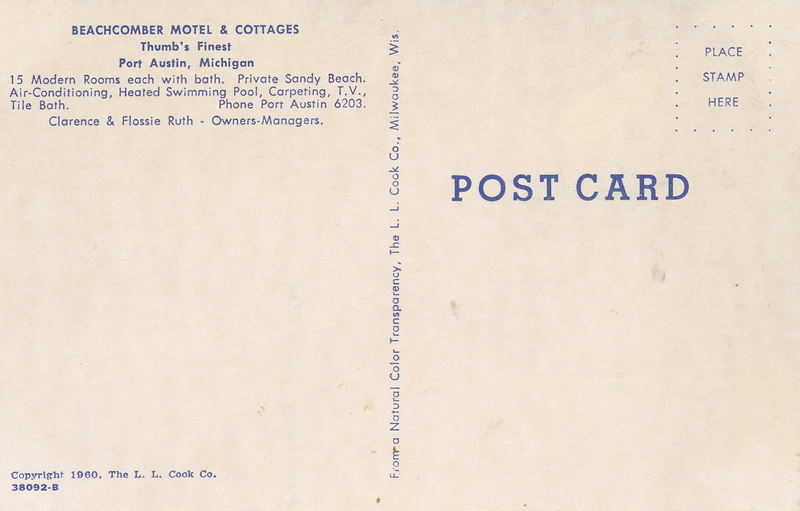 BEACHCOMBER MOTEL & COTTAGES
Thumb's Finest
Port Austin, Michigan
15 Modern Rooms each with bath. Private Sandy Beach.
Air-Conditioning, Heated Swimming Pool, Carpeting, T.V.,
Tile Bath. Phone Port Austin 6203.
Clarence & Flossie Ruth - Owners-Managers.
Copyright 1960, The L. L. Cook Co.
38092-B
From a Natural Color Transparency, The L. L. Cook Co., Milwaukee, Wis.
PLACE
STAMP
HERE
POST CARD